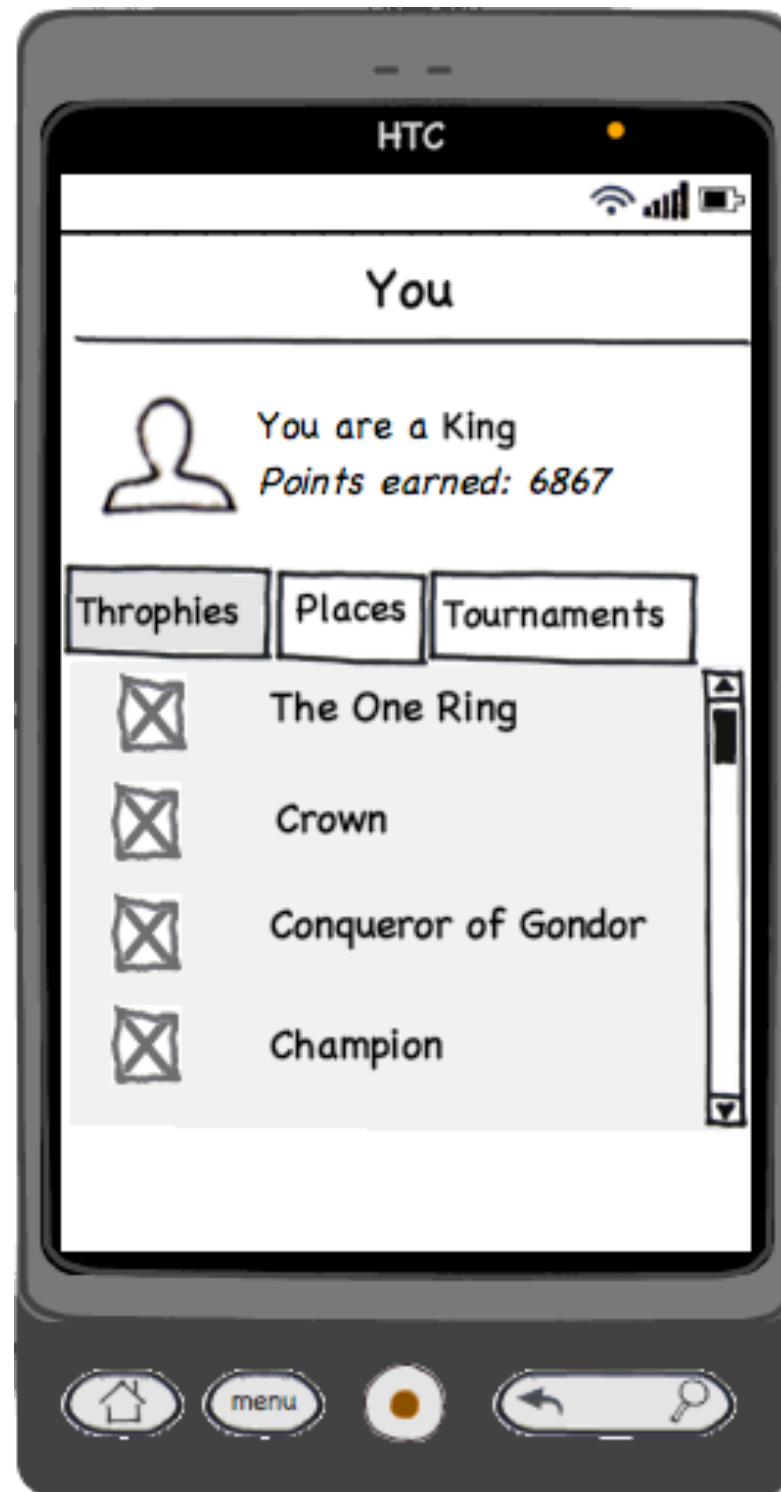 HTC
You
You are a King
Points earned: 6867
Throphies Places Tournaments
The One Ring
Crown
Conqueror of Gondor
Champion
menu